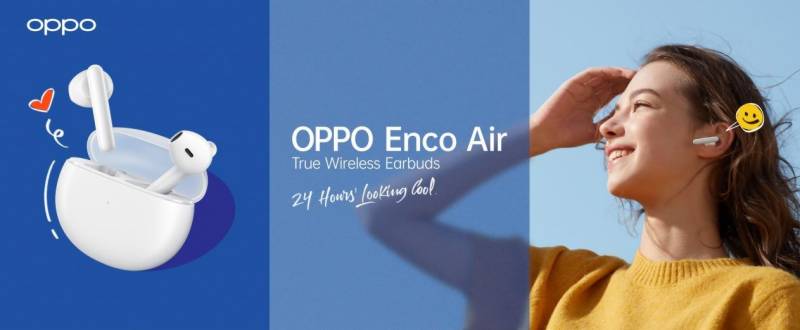 oppo
OPPO Enco Air
True Wireless Earbuds
24 Hours' Looking Cool.